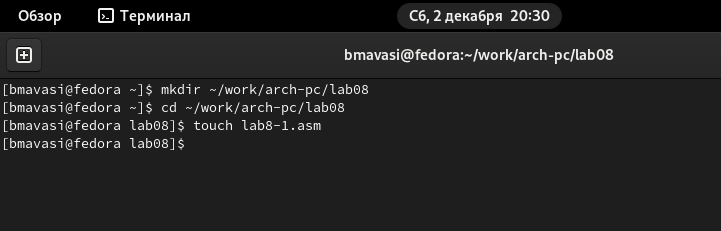 Обзор Терминал Сб, 2 декабря 20:30
bmavasi@fedora:~/work/arch-pc/lab08
[bmavasi@fedora ~]$ mkdir ~/work/arch-pc/lab08
[bmavasi@fedora ~]$ cd ~/work/arch-pc/lab08
[bmavasi@fedora lab08]$ touch lab8-1.asm
[bmavasi@fedora lab08]$